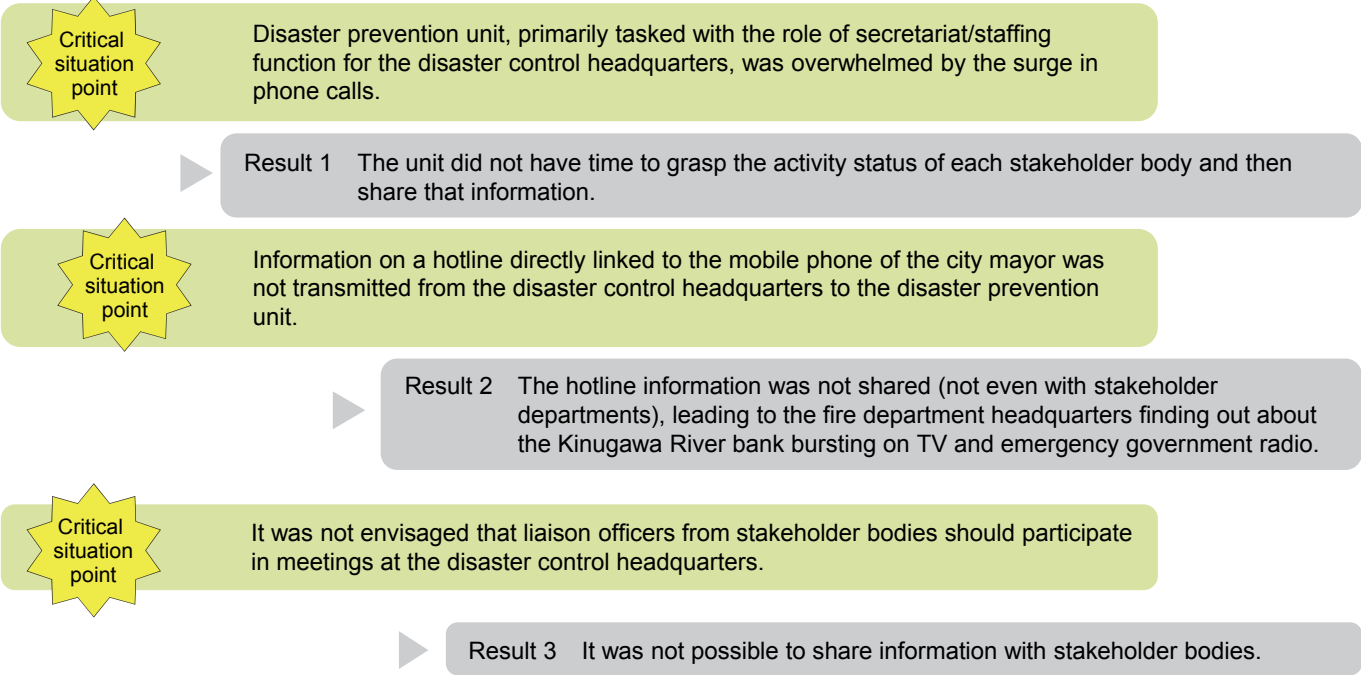 Critical
situation
point
Disaster prevention unit, primarily tasked with the role of secretariat/staffing
function for the disaster control headquarters, was overwhelmed by the surge in
phone calls.
Result 1 The unit did not have time to grasp the activity status of each stakeholder body and then
share that information.
Critical
situation
point
Information on a hotline directly linked to the mobile phone of the city mayor was
not transmitted from the disaster control headquarters to the disaster prevention
unit.
Result 2 The hotline information was not shared (not even with stakeholder
departments), leading to the fire department headquarters finding out about
the Kinugawa River bank bursting on TV and emergency government radio.
Critical
situation
point
It was not envisaged that liaison officers from stakeholder bodies should participate
in meetings at the disaster control headquarters.
Result 3 It was not possible to share information with stakeholder bodies.